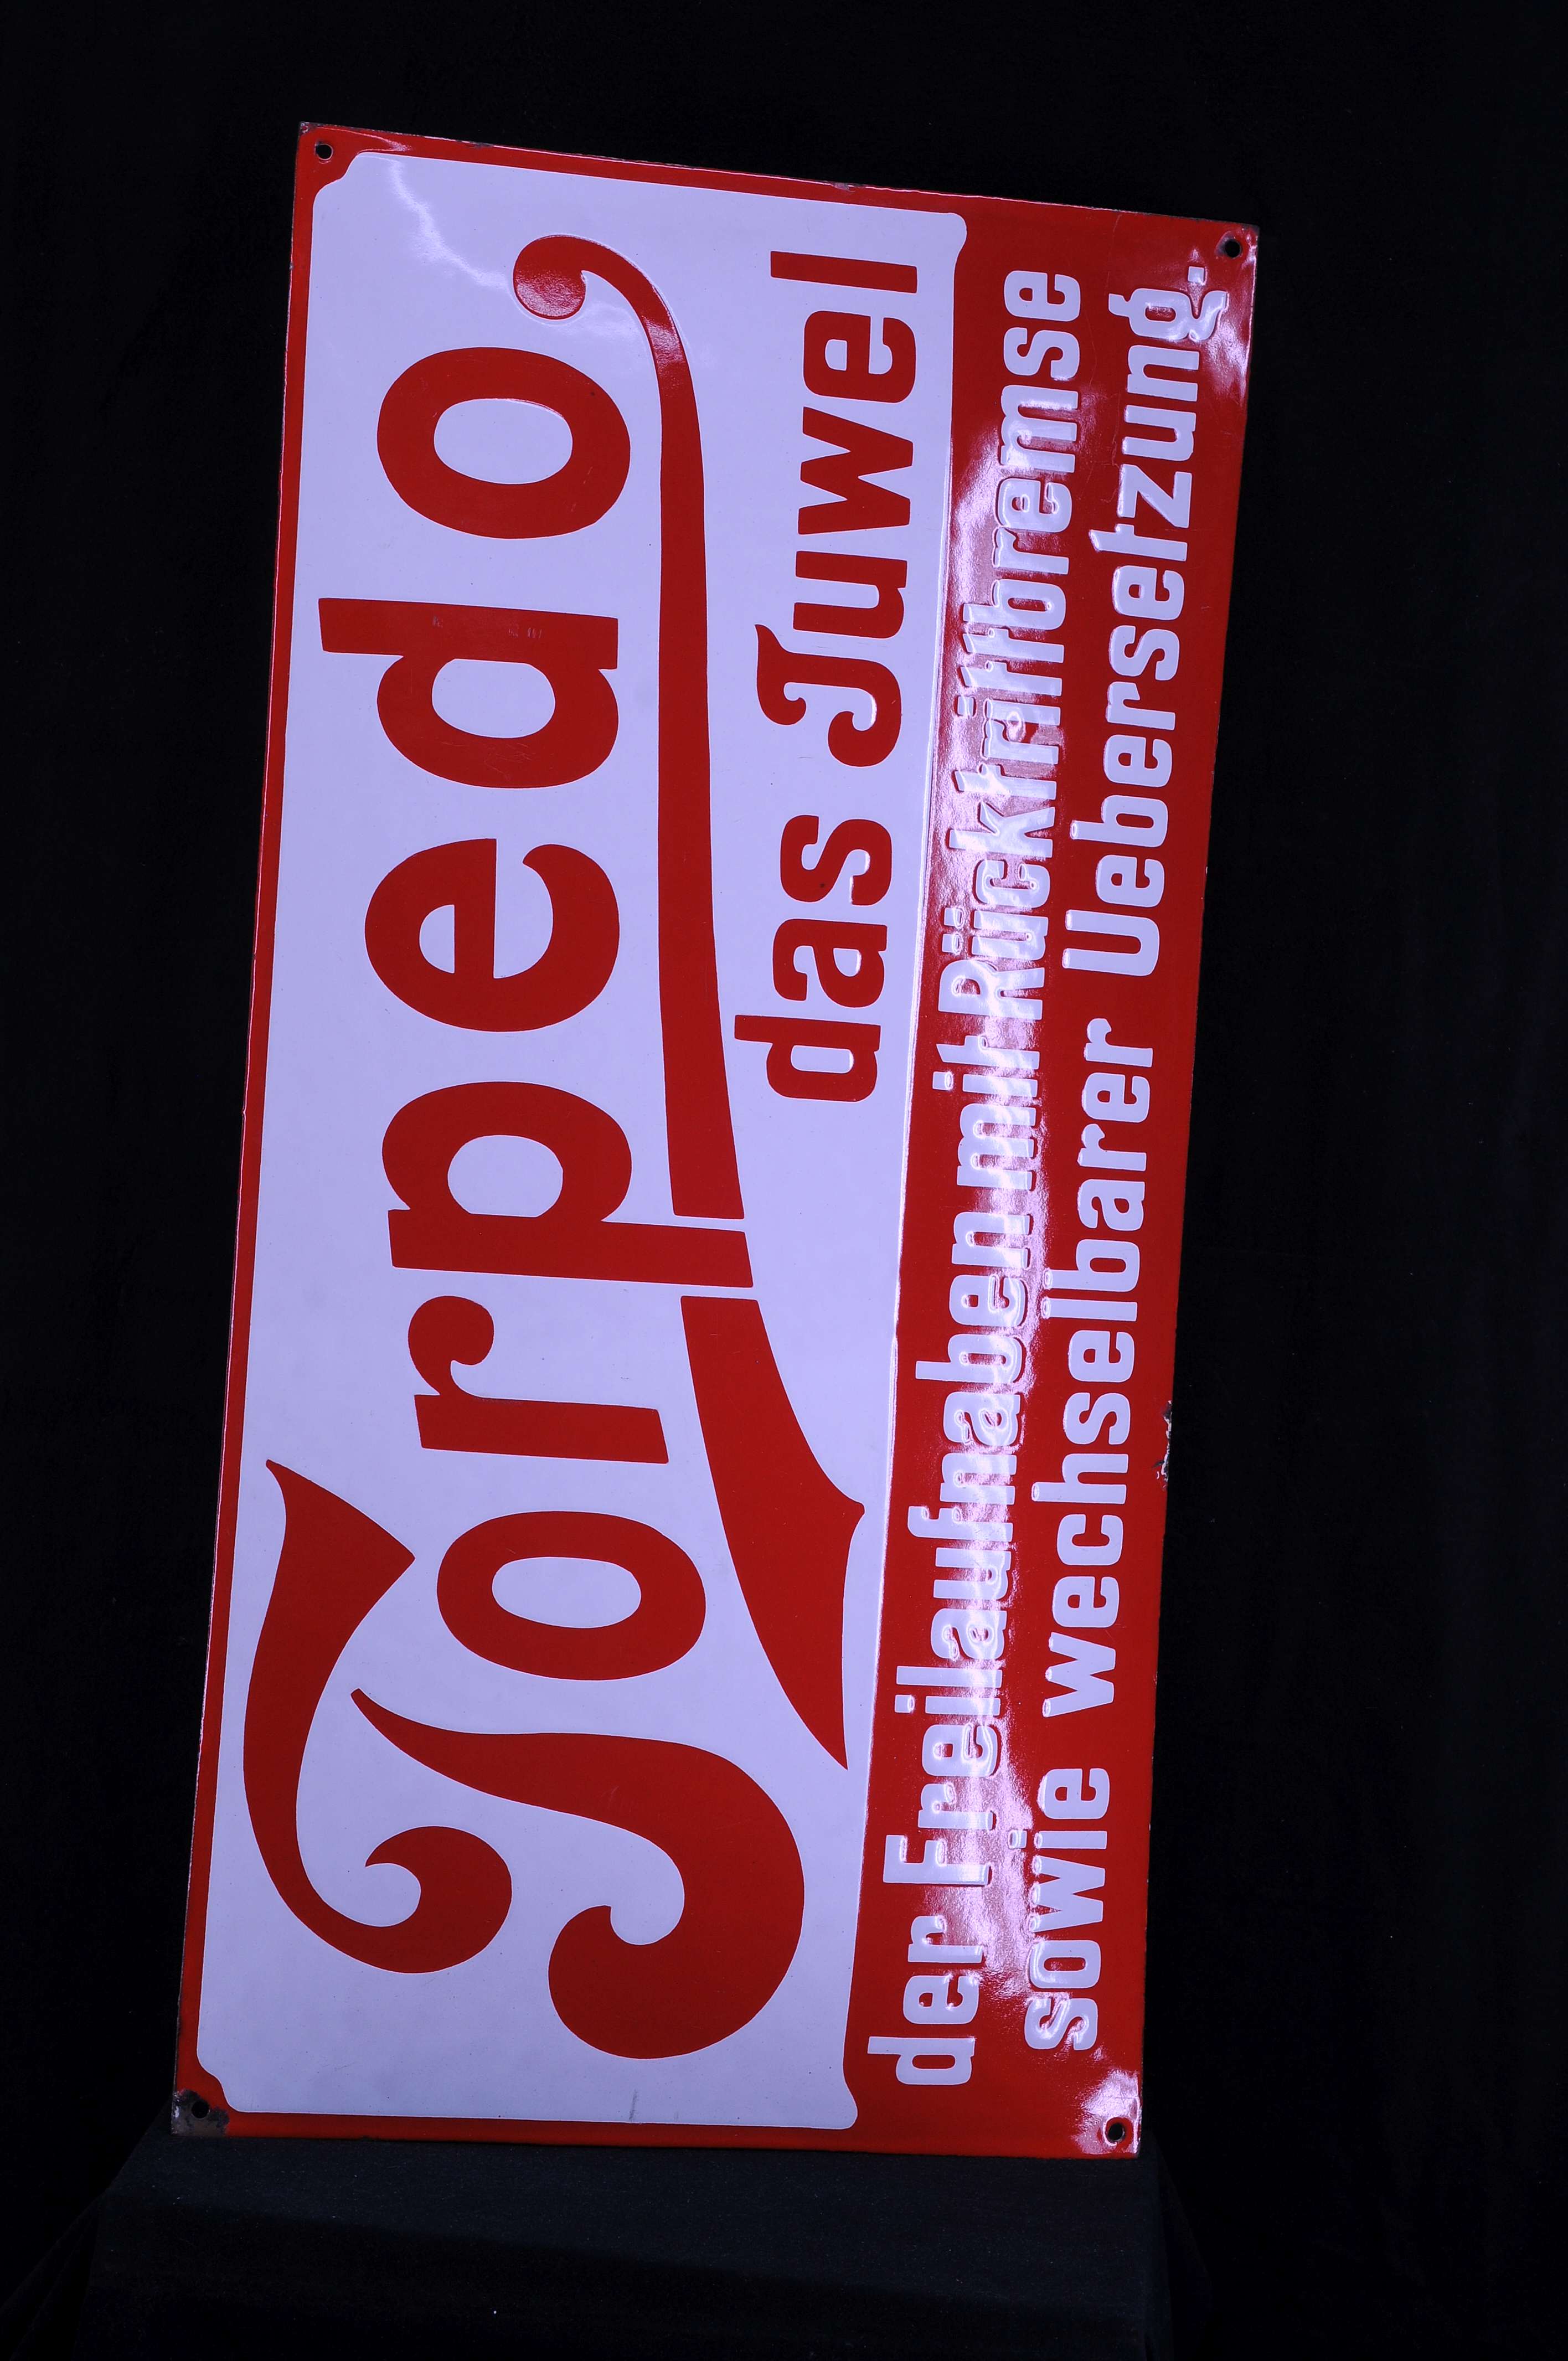 Torpedo
das Juwel
der Freilaufnaben mit Rücktrittbremse
sowie wechselbarer Uebersetzung.